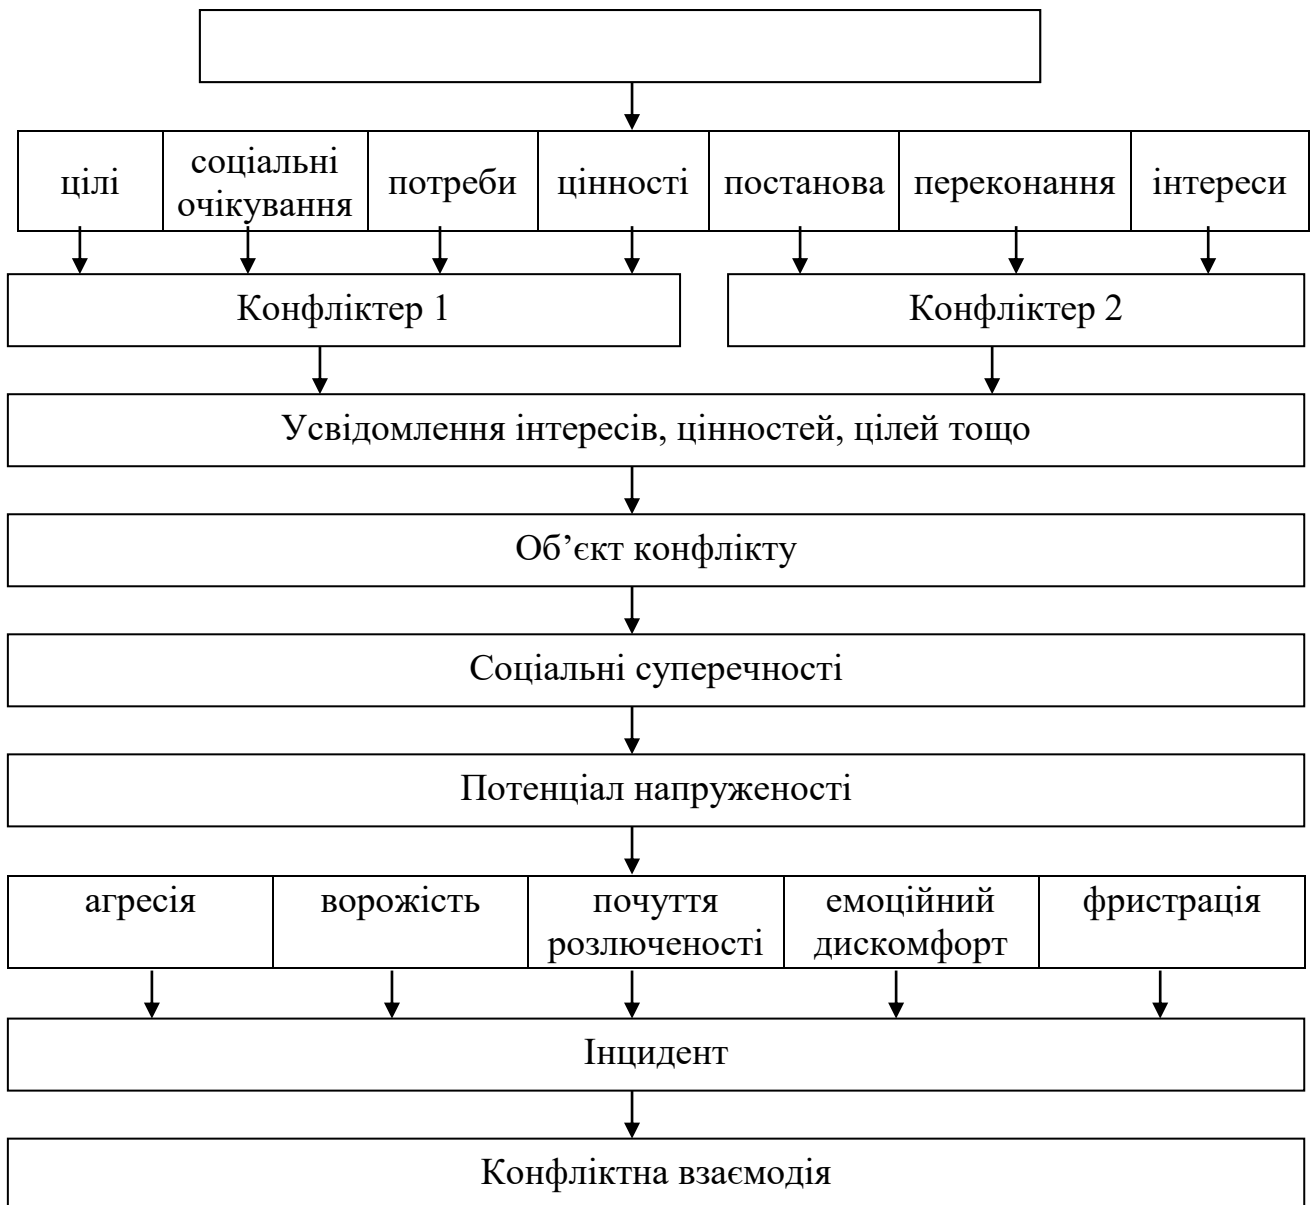 цілі
соціальні
очікування
потреби
цінності
постанова
переконання
інтереси
Конфліктер 1
Конфліктер 2
Усвідомлення інтересів, цінностей, цілей тощо
Об’єкт конфлікту
Соціальні суперечності
Потенціал напруженості
агресія
ворожість
почуття
розлюченості
емоційний
дискомфорт
фристрація
Інцидент
Конфліктна взаємодія